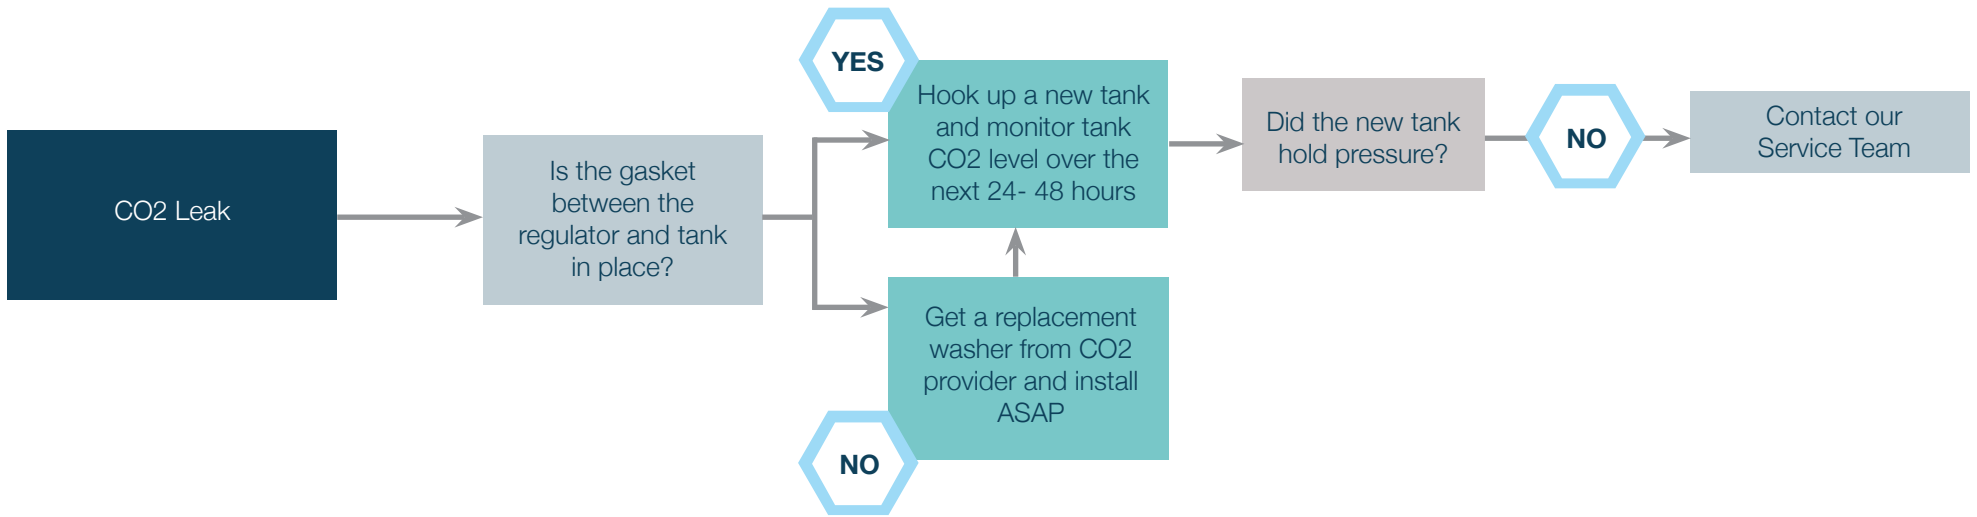 CO2 Leak
Is the gasket
between the
regulator and tank
in place?
YES
Hook up a new tank
and monitor tank
CO2 level over the
next 24- 48 hours
NO
Get a replacement
washer from CO2
provider and install
ASAP
Did the new tank
hold pressure?
NO
Contact our
Service Team